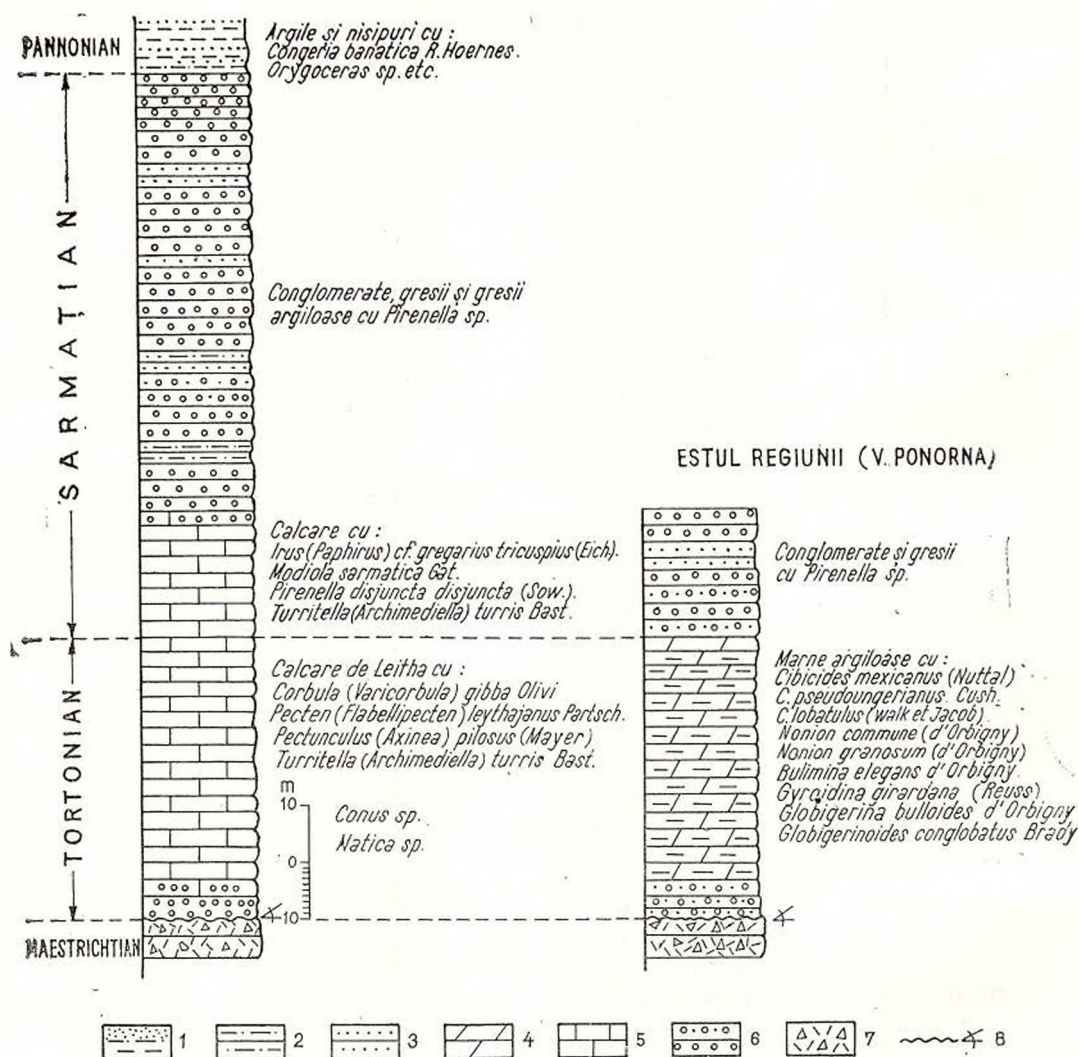 PANNONIAN
Argile și nisipuri cu :
Congeria banatica R. Hoernes.
Orygoceras sp. etc.
SARMAȚIAN
Conglomerate, gresii și gresii
argiloase cu Pirenella sp.
Calcare cu :
Irus (Paphirus) cf. gregarius tricuspius (Eich).
Modiola sarmatica Gat.
Pirenella disjuncta disjuncta (Sow.).
Turritella (Archimediella) turris Bast.
TORTONIAN
Calcare de Leitha cu :
Corbula (Varicorbula) gibba Olivi
Pecten (Flabellipecten) leythajanus Partsch.
Pectunculus (Axinea) pilosus (Mayer)
Turritella (Archimediella) turris Bast.
m
10
0
10
Conus sp.
Natica sp.
MAESTRICHTIAN
ESTUL REGIUNII (V. PONORNA)
Conglomerate și gresii
cu Pirenella sp.
Marne argiloase cu :
Cibicides mexicanus (Nuttal)
C. pseudoungerianus. Cush.
C. lobatulus (walk et Jacob)
Nonion commune (d'Orbigny)
Nonion granosum (d'Orbigny)
Bulimina elegans d'Orbigny.
Gyroidina girardana (Reuss)
Globigerina bulloides d'Orbigny
Globigerinoides conglobatus Brady
1 2 3 4 5 6 7 8